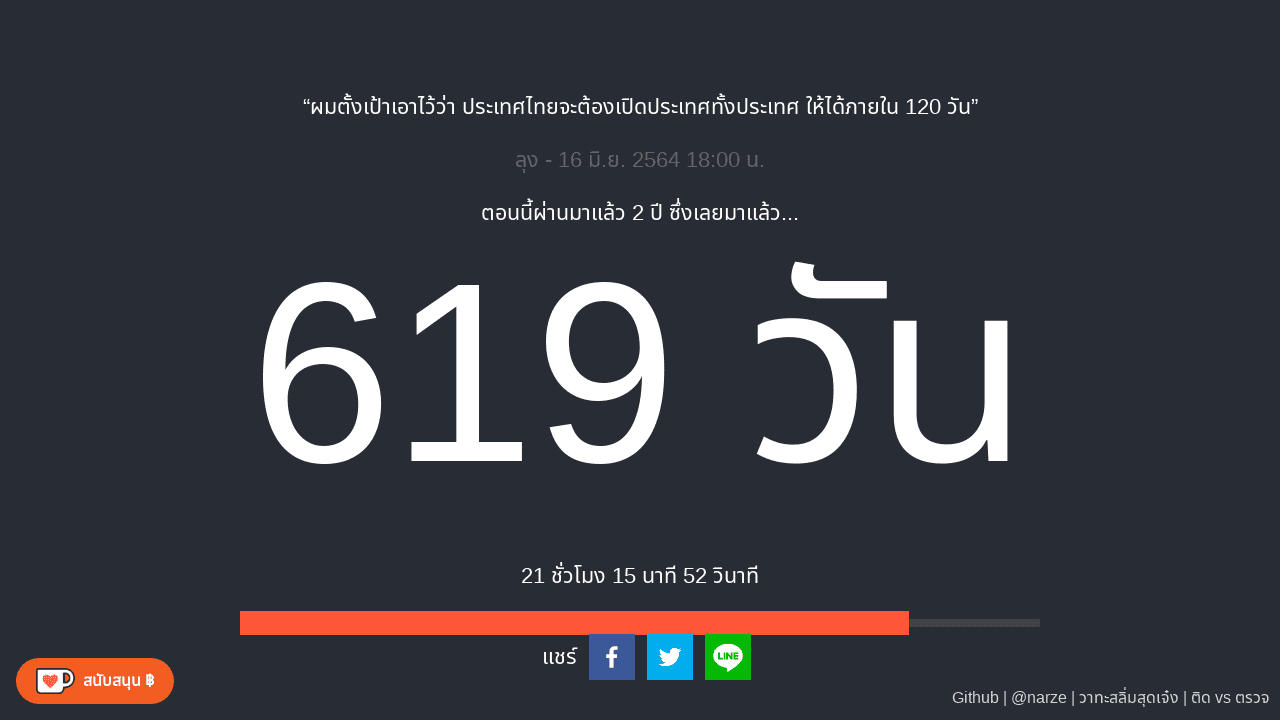 “ผมตั้งเป้าเอาไว้ว่า ประเทศไทยจะต้องเปิดประเทศทั้งประเทศ ให้ได้ภายใน 120 วัน”
ลุง - 16 มิ.ย. 2564 18:00 น.
ตอนนี้ผ่านมาแล้ว 2 ปี ซึ่งเลยมาแล้ว...
619 วัน
21 ชั่วโมง 15 นาที 52 วินาที
แชร์
LINE
สนับสนุน ฿
Github | @narze | วาทะสลิ่มสุดเจ๋ง | ติด vs ตรวจ